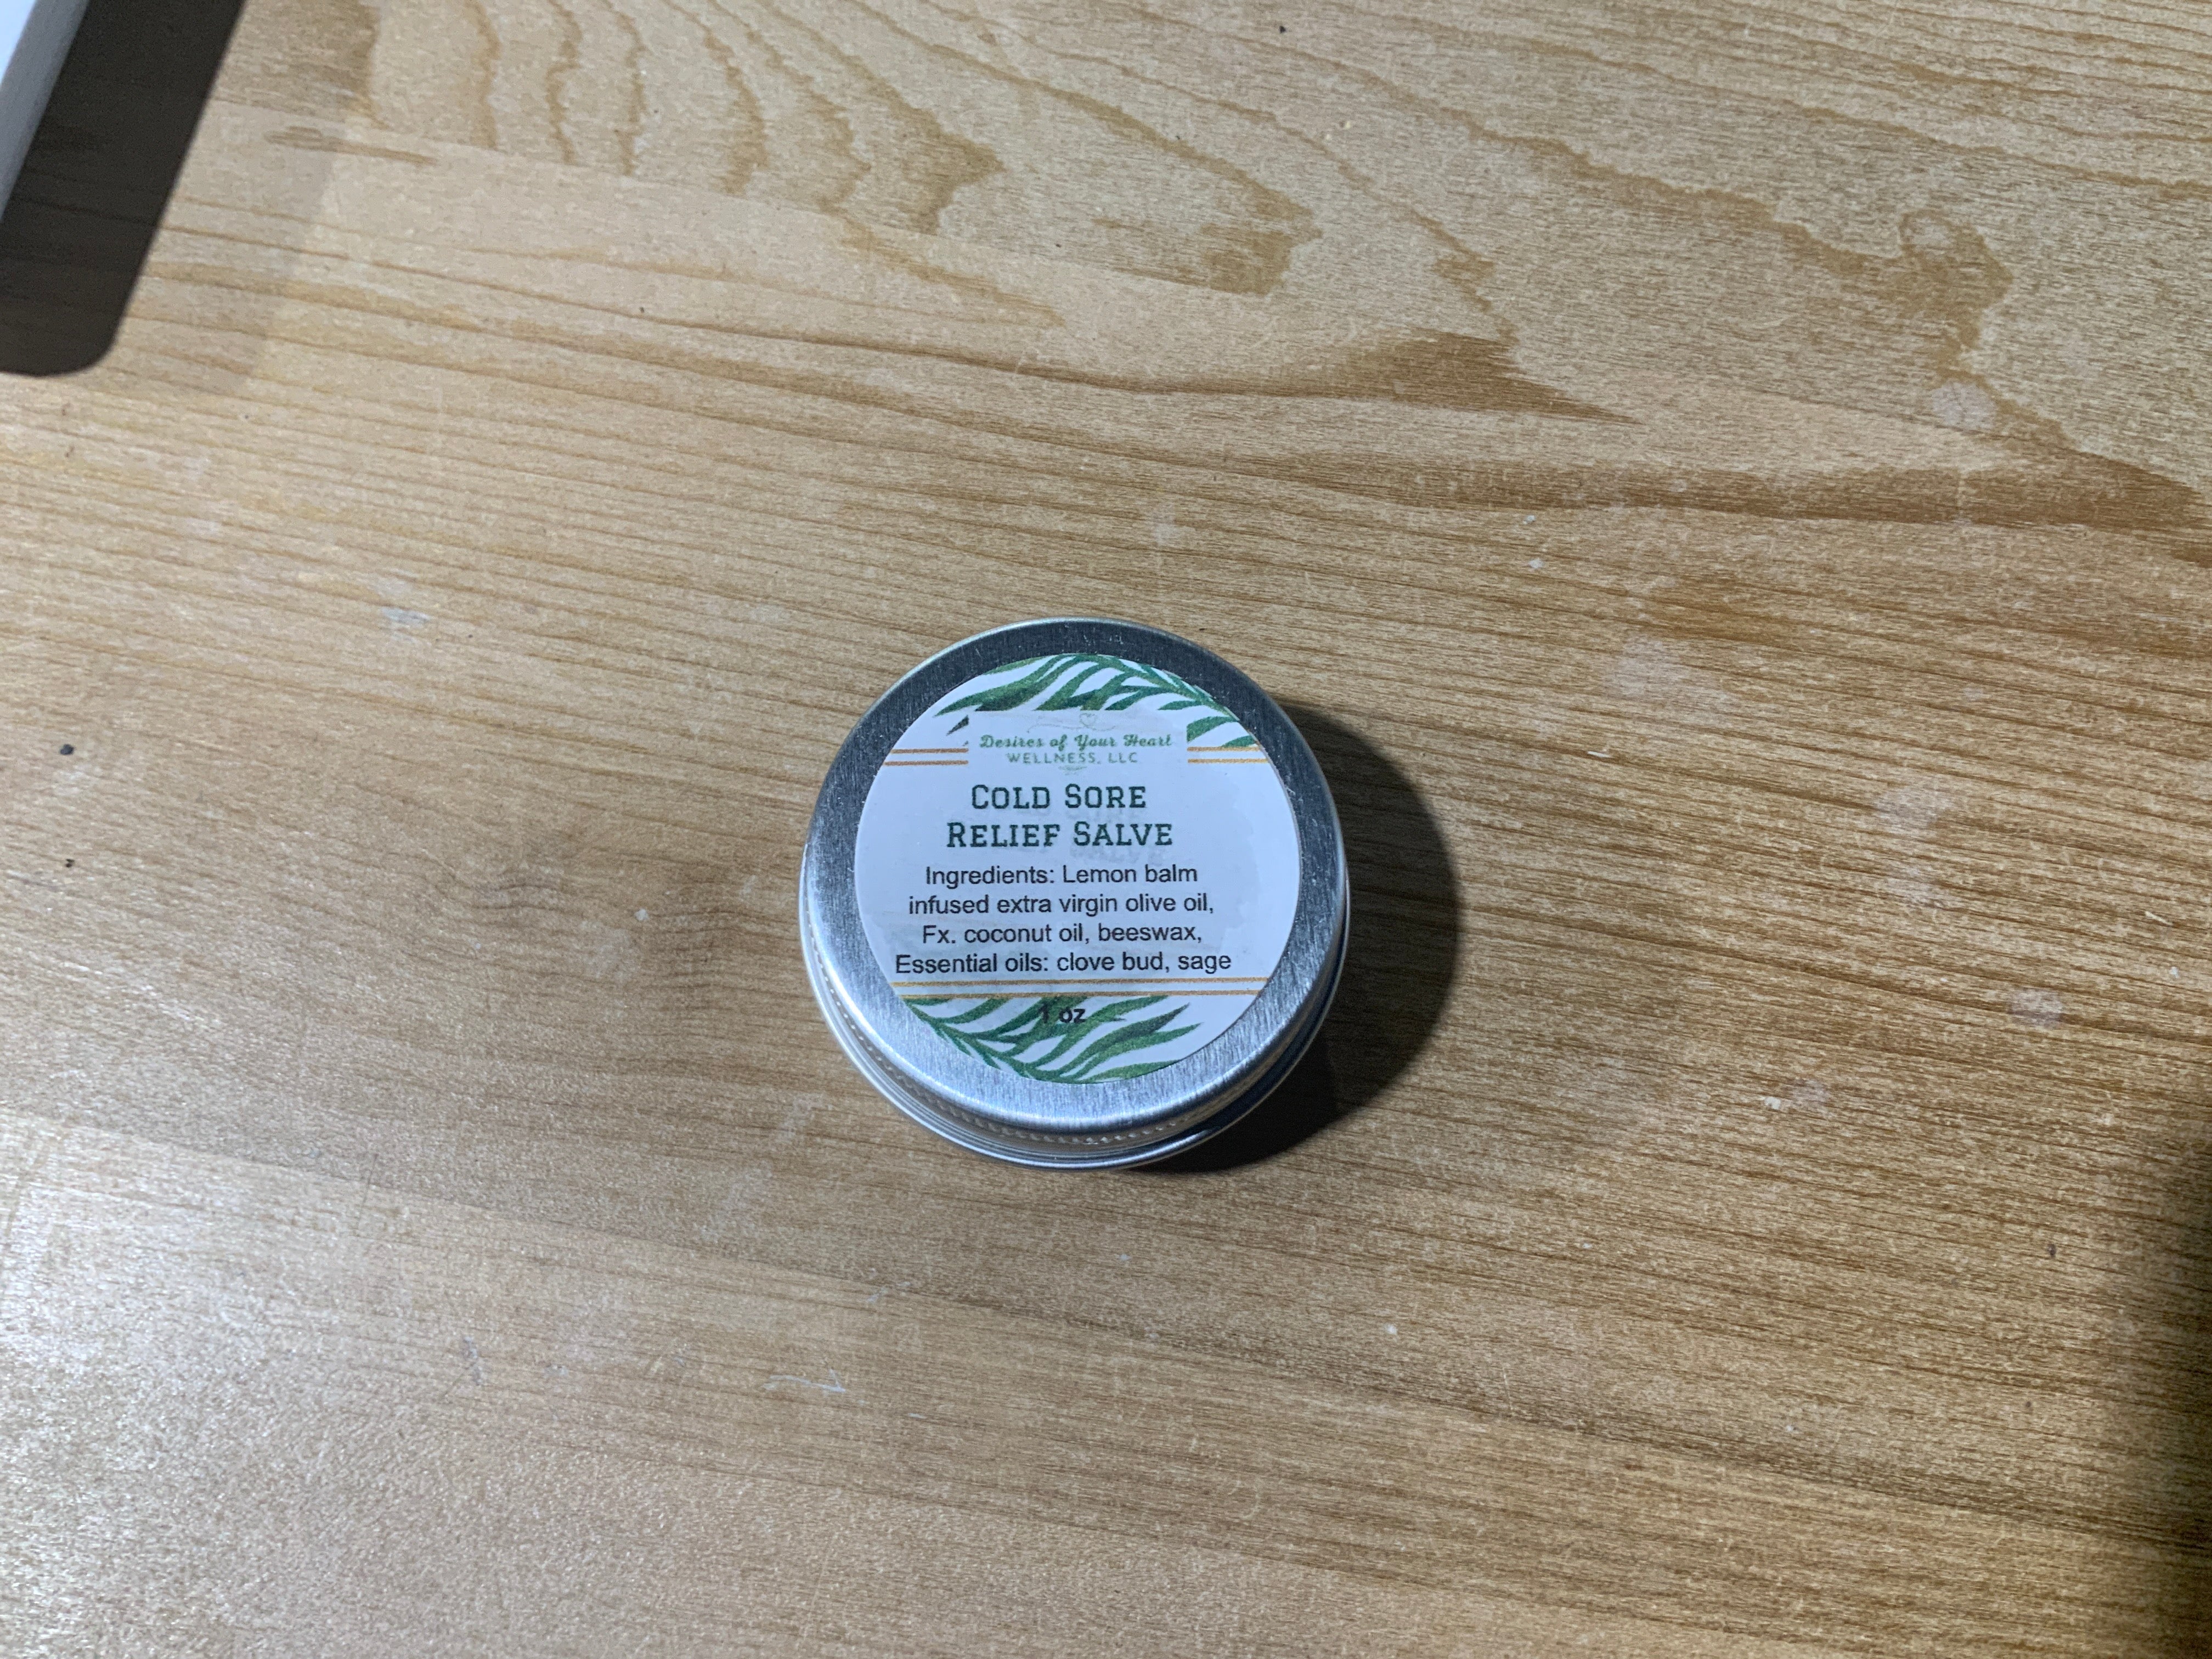 Desires of Your Heart
WELLNESS, LLC
COLD SORE
RELIEF SALVE
Ingredients: Lemon balm
infused extra virgin olive oil,
Fx. coconut oil, beeswax,
Essential oils: clove bud, sage
1 oz